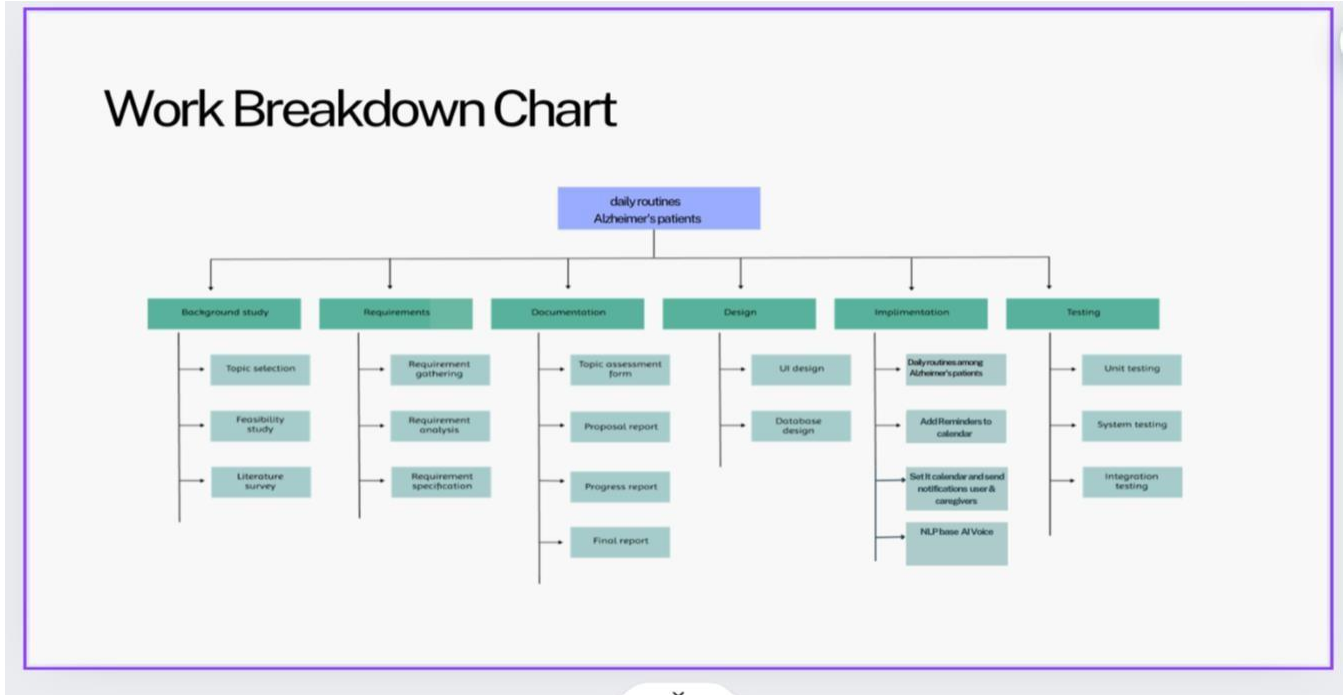 Work Breakdown Chart
daily routines
Alzheimer's patients
Background study
Requirements
Documentation
Design
Implimentation
Testing
Topic selection
Feasibility
study
Literature
survey
Requirement
gathering
Requirement
analysis
Requirement
specification
Topic assessment
form
Proposal report
Progress report
Final report
UI design
Database
design
Daily routines among
Alzheimer's patients
Add Reminders to
calendar
Set It calendar and send
notifications user &
caregivers
NLP base AI Voice
Unit testing
System testing
Integration
testing